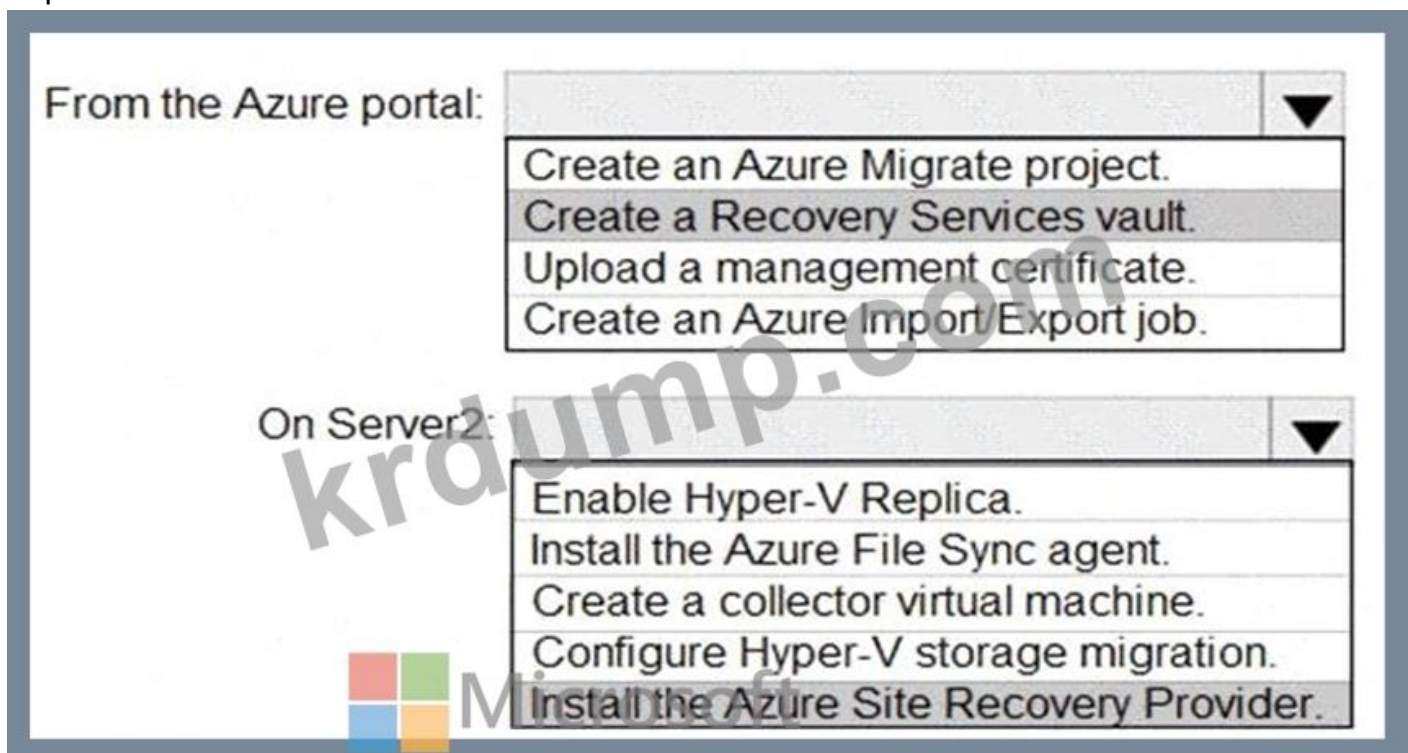 From the Azure portal:
Create an Azure Migrate project.
Create a Recovery Services vault.
Upload a management certificate.
Create an Azure Import/Export job.
krdump.com
On Server2:
Enable Hyper-V Replica.
Install the Azure File Sync agent.
Create a collector virtual machine.
Configure Hyper-V storage migration.
Microsoft
Install the Azure Site Recovery Provider.